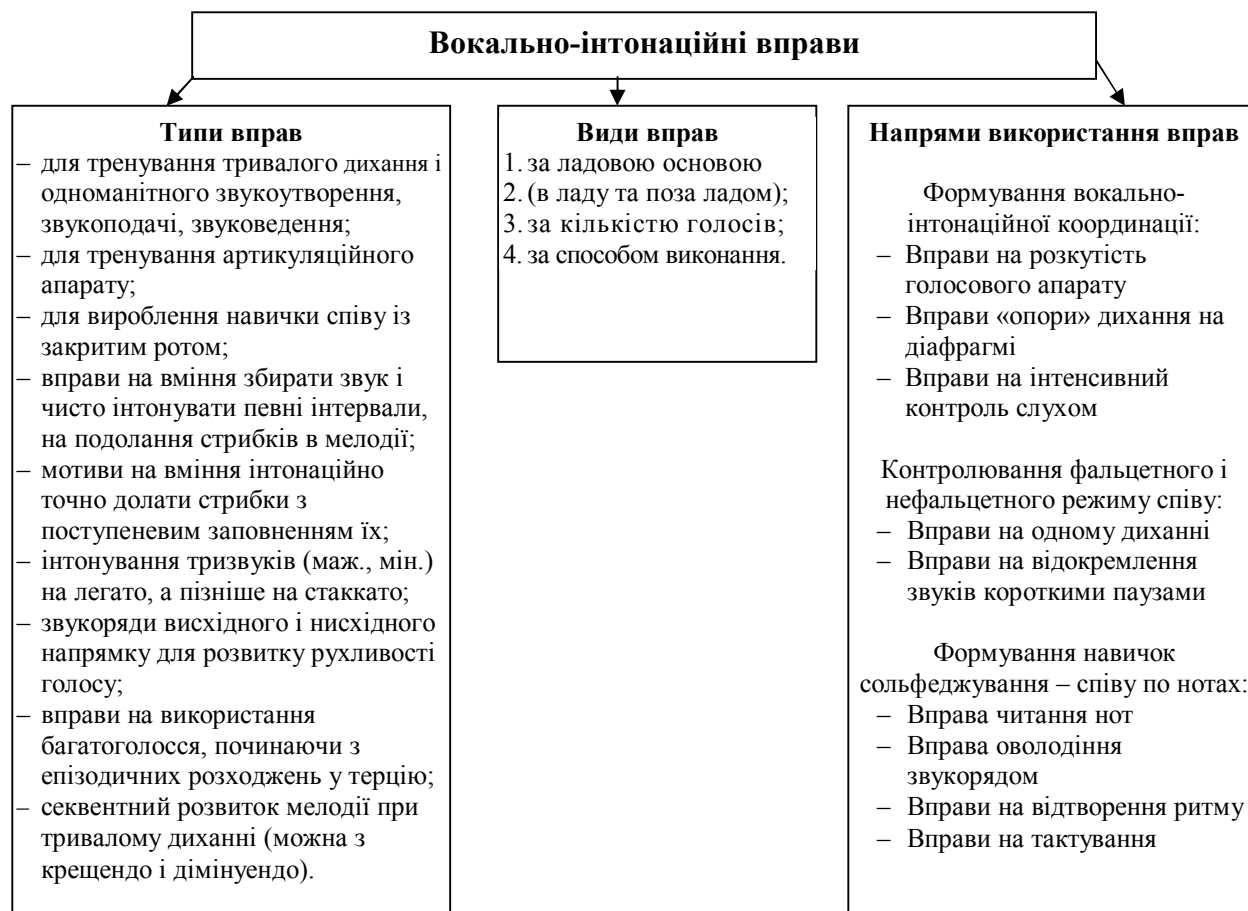 Вокально-інтонаційні вправи
Типи вправ
– для тренування тривалого дихання і
одноманітного звукоутворення,
звукоподачі, звуковедення;
– для тренування артикуляційного
апарату;
– для вироблення навички співу із
закритим ротом;
– вправи на вміння збирати звук і
чисто інтонувати певні інтервали,
на подолання стрибків в мелодії;
– мотиви на вміння інтонаційно
точно долати стрибки з
поступеневим заповненням їх;
– інтонування тризвуків (маж., мін.)
на легато, а пізніше на стаккато;
– звукоряди висхідного і нисхідного
напрямку для розвитку рухливості
голосу;
– вправи на використання
багатоголосся, починаючи з
епізодичних розходжень у терцію;
– секвентний розвиток мелодії при
тривалому диханні (можна з
крещендо і дімінуендо).
Види вправ
1. за ладовою основою
2. (в ладу та поза ладом);
3. за кількістю голосів;
4. за способом виконання.
Напрями використання вправ
Формування вокально-
інтонаційної координації:
– Вправи на розкутість
голосового апарату
– Вправи «опори» дихання на
діафрагмі
– Вправи на інтенсивний
контроль слухом
Контролювання фальцетного і
нефальцетного режиму співу:
– Вправи на одному диханні
– Вправи на відокремлення
звуків короткими паузами
Формування навичок
сольфеджування – співу по нотах:
– Вправа читання нот
– Вправа оволодіння
звукорядом
– Вправи на відтворення ритму
– Вправи на тактування